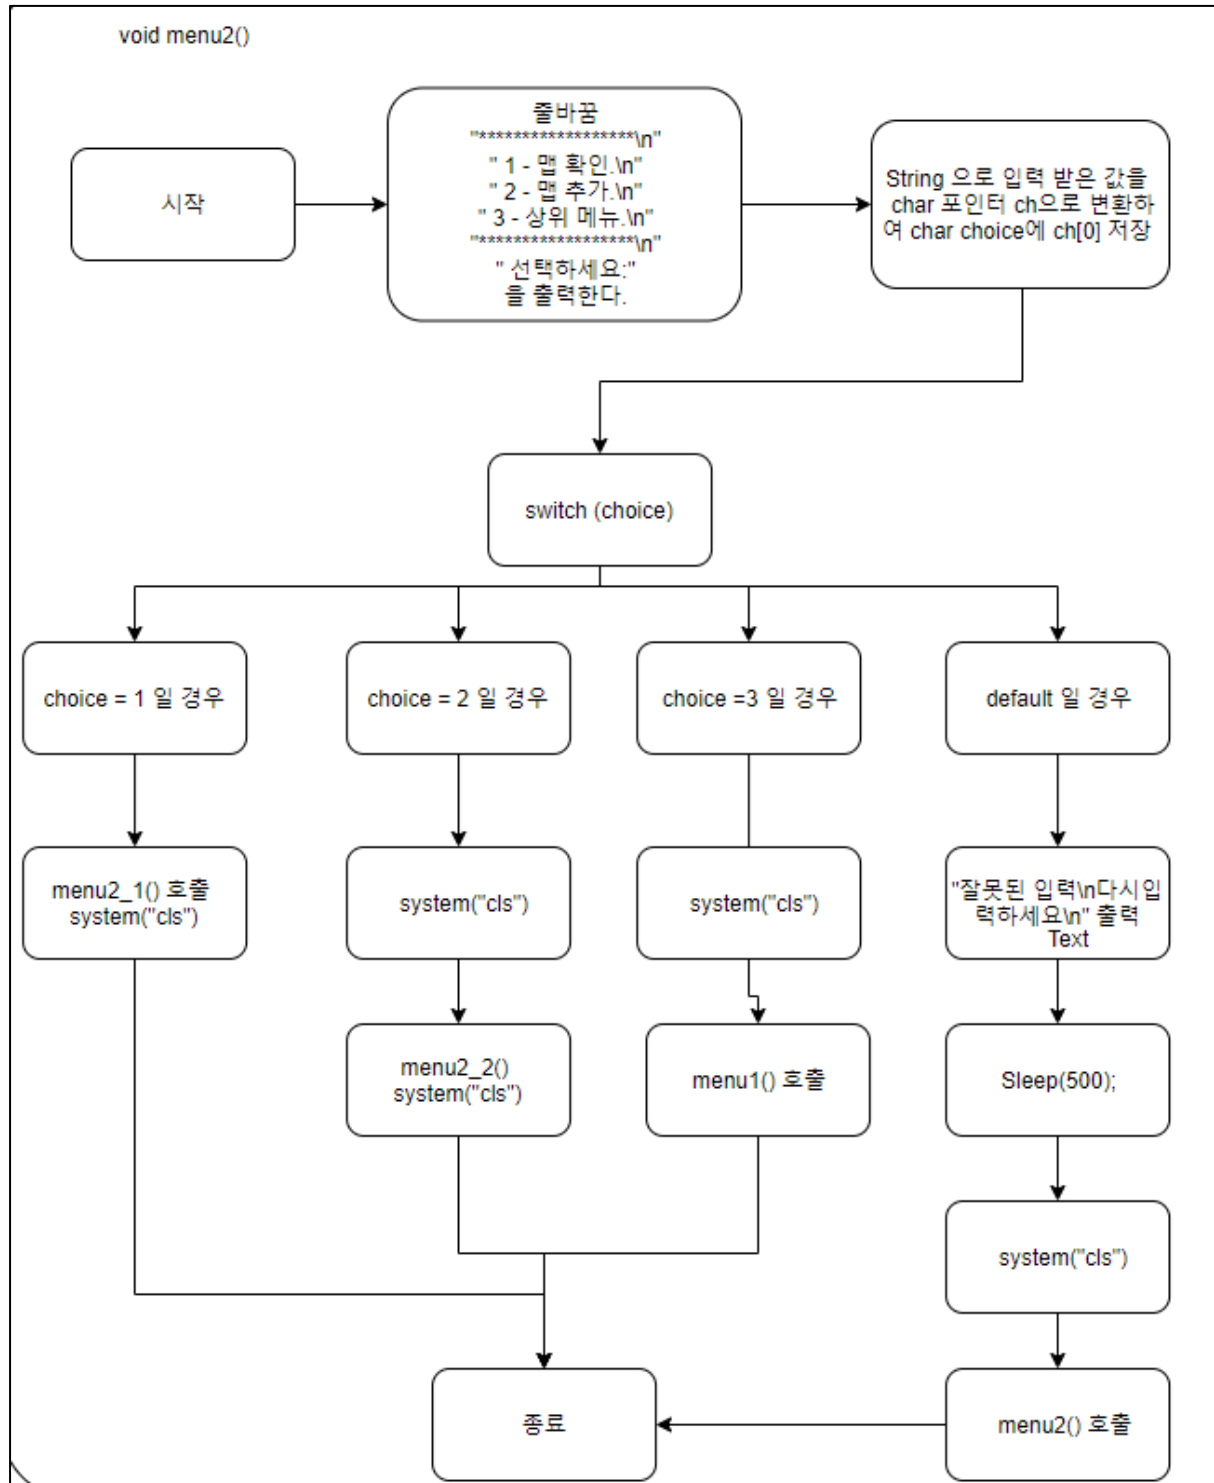 void menu2()
시작
줄바꿈
"******************\n"
" 1 - 맵 확인.\n"
" 2 - 맵 추가.\n"
" 3 - 상위 메뉴.\n"
"******************\n"
" 선택하세요:"
을 출력한다.
String 으로 입력 받은 값을
char 포인터 ch으로 변환하
여 char choice에 ch[0] 저장
switch (choice)
choice = 1 일 경우
choice = 2 일 경우
choice =3 일 경우
default 일 경우
menu2_1() 호출
system("cls")
system("cls")
system("cls")
"잘못된 입력\n다시입
력하세요\n" 출력
Text
menu2_2()
system("cls")
menu1() 호출
Sleep(500);
system("cls")
종료
menu2() 호출